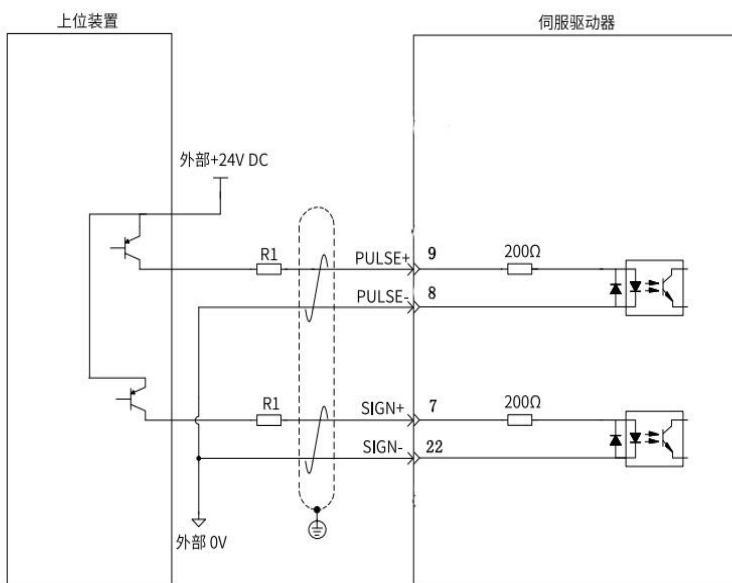 上位装置
伺服驱动器
外部+24V DC
R1
PULSE+
9
200Ω
PULSE-
8
R1
SIGN+
7
200Ω
SIGN-
22
外部 0V